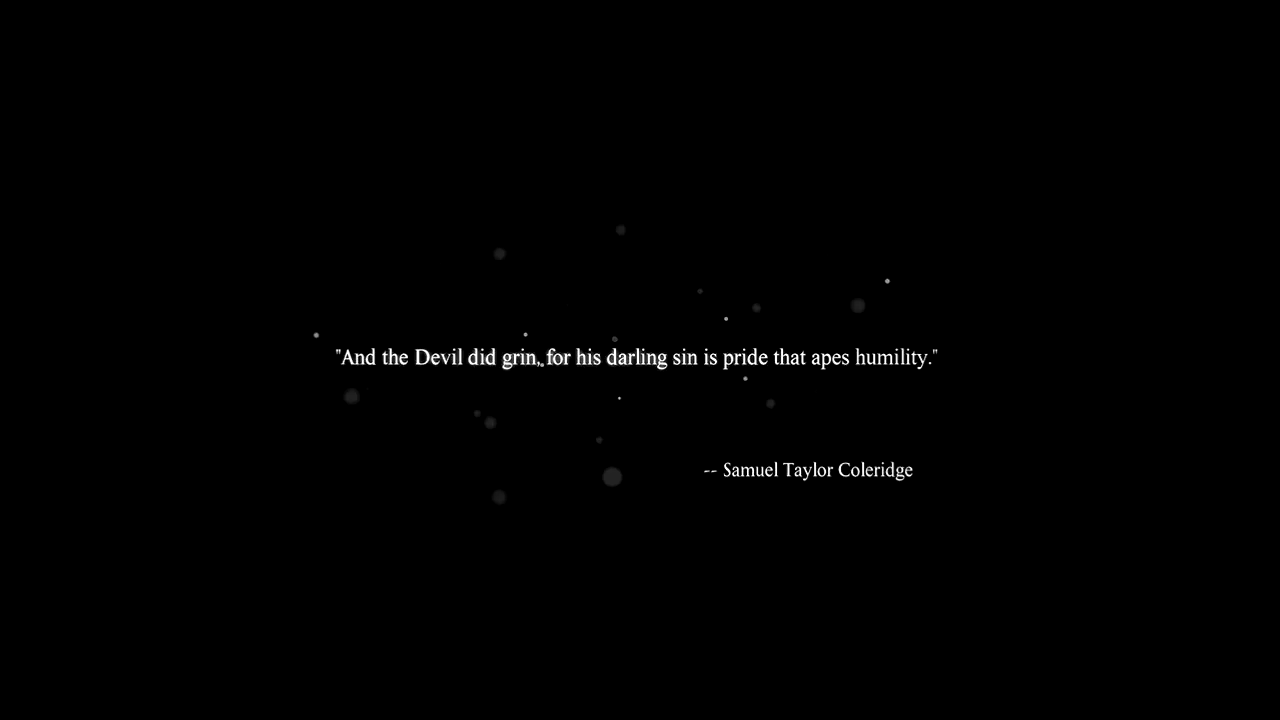 "And the Devil did grin, for his darling sin is pride that apes humility."
-- Samuel Taylor Coleridge